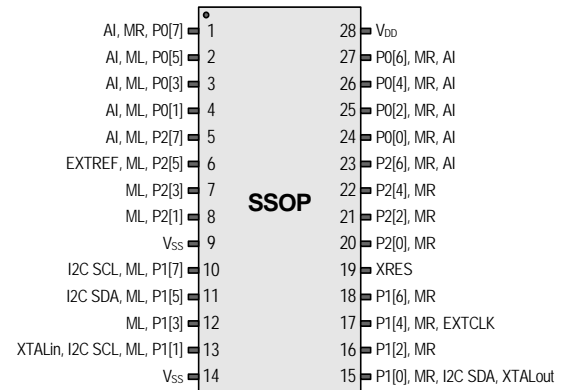 AI, MR, P0[7] 1 28 VDD
AI, ML, P0[5] 2 27 P0[6], MR, AI
AI, ML, P0[3] 3 26 P0[4], MR, AI
AI, ML, P0[1] 4 25 P0[2], MR, AI
AI, ML, P2[7] 5 24 P0[0], MR, AI
EXTREF, ML, P2[5] 6 23 P2[6], MR, AI
ML, P2[3] 7 22 P2[4], MR
SSOP
ML, P2[1] 8 21 P2[2], MR
Vss 9 20 P2[0], MR
I2C SCL, ML, P1[7] 10 19 XRES
I2C SDA, ML, P1[5] 11 18 P1[6], MR
ML, P1[3] 12 17 P1[4], MR, EXTCLK
XTALin, I2C SCL, ML, P1[1] 13 16 P1[2], MR
Vss 14 15 P1[0], MR, I2C SDA, XTALout